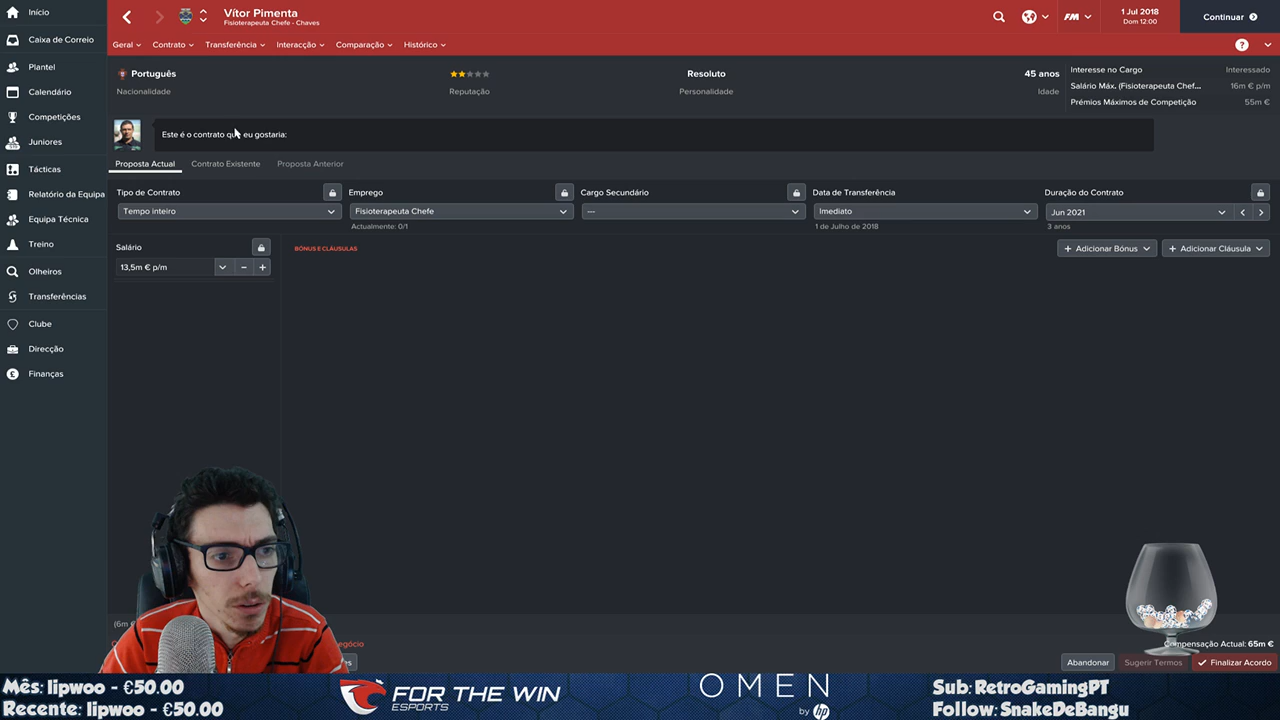 Início
Vítor Pimenta
Fisioterapeuta Chefe - Chaves
FM
1 Jul 2018
Dom 12:00
Continuar
Caixa de Correio
Geral
Contrato
Transferência
Interacção
Comparação
Histórico
?
Plantel
Calendário
Competições
Juniores
Tácticas
Relatório da Equipa
Equipa Técnica
Treino
Olheiros
Transferências
Clube
Direcção
Finanças
Português
Nacionalidade
Reputação
Resoluto
Personalidade
45 anos
Idade
Interesse no Cargo Interessado
Salário Máx. (Fisioterapeuta Chef... 16m € p/m
Prémios Máximos de Competição 55m €
Este é o contrato que eu gostaria:
Proposta Actual
Contrato Existente
Proposta Anterior
Tipo de Contrato
Tempo inteiro
Emprego
Fisioterapeuta Chefe
Actualmente: 0/1
Cargo Secundário
---
Data de Transferência
Imediato
1 de Julho de 2018
Duração do Contrato
Jun 2021
3 anos
Salário
13,5m € p/m
BÓNUS E CLÁUSULAS
+ Adicionar Bónus
+ Adicionar Cláusula
(6m €
Compensação Actual: 65m €
Abandonar
Sugerir Termos
Finalizar Acordo
Mês: lipwoo - €50.00
Recente: lipwoo - €50.00
FOR THE WIN
ESPORTS
OMEN
by hp
Sub: RetroGamingPT
Follow: SnakeDeBangu